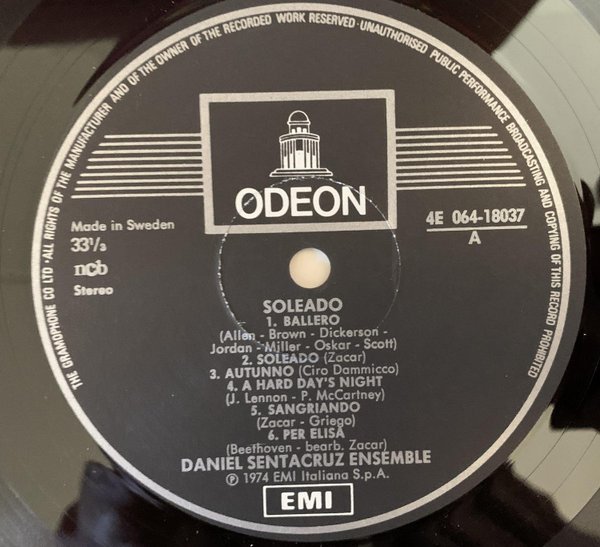 THE GRAMOPHONE CO LTD · ALL RIGHTS OF THE MANUFACTURER AND OF THE OWNER OF THE RECORDED WORK RESERVED · UNAUTHORISED PUBLIC PERFORMANCE BROADCASTING AND COPYING OF THIS RECORD PROHIBITED
ODEON
Made in Sweden
33 1/3
ncb
Stereo
4E 064-18037
A
SOLEADO
1. BALLERO
(Allen - Brown - Dickerson -
Jordan - Miller - Oskar - Scott)
2. SOLEADO (Zacar)
3. AUTUNNO (Ciro Dammicco)
4. A HARD DAY'S NIGHT
(J. Lennon - P. McCartney)
5. SANGRIANDO
(Zacar - Griego)
6. PER ELISA
(Beethoven - bearb. Zacar)
DANIEL SENTACRUZ ENSEMBLE
℗ 1974 EMI Italiana S.p.A.
EMI